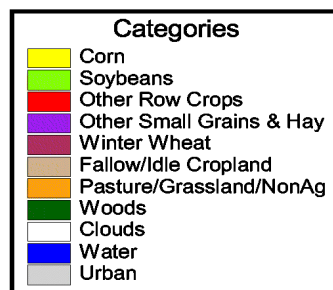 Categories
Corn
Soybeans
Other Row Crops
Other Small Grains & Hay
Winter Wheat
Fallow/Idle Cropland
Pasture/Grassland/NonAg
Woods
Clouds
Water
Urban